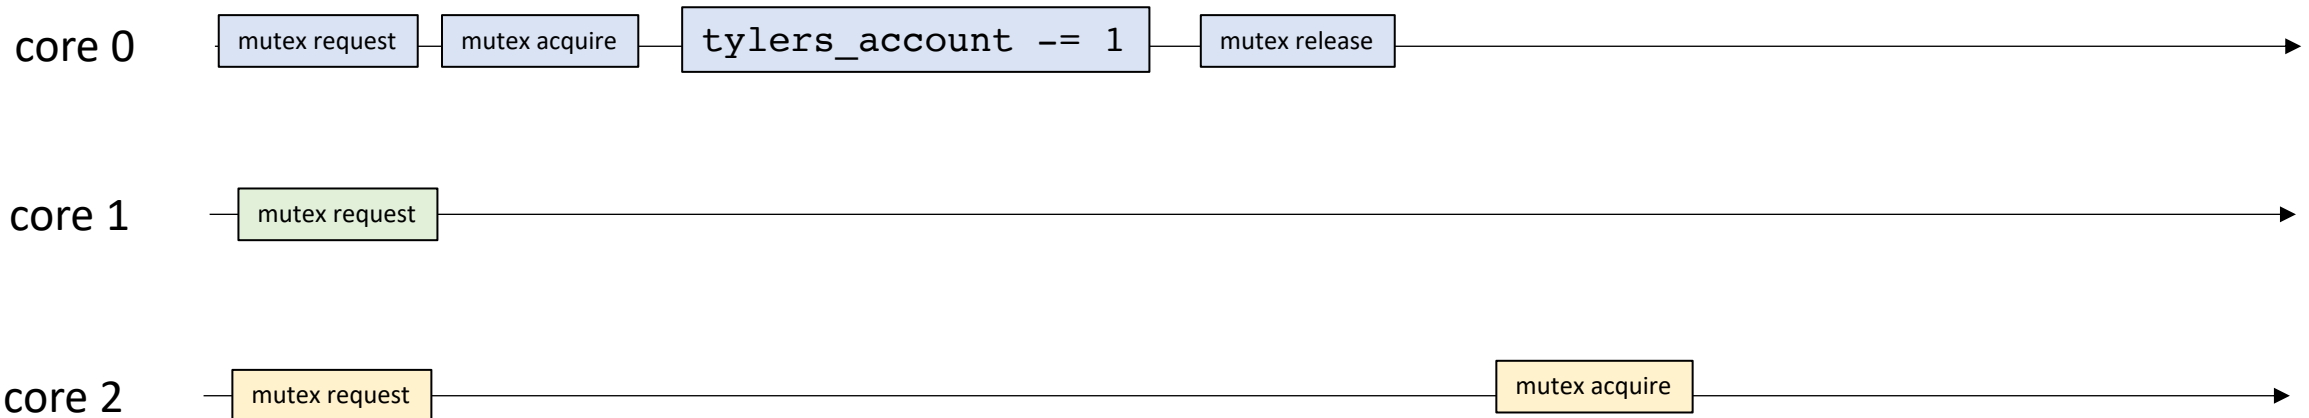 core 0 mutex request mutex acquire tylers_account -= 1 mutex release
core 1 mutex request
core 2 mutex request mutex acquire